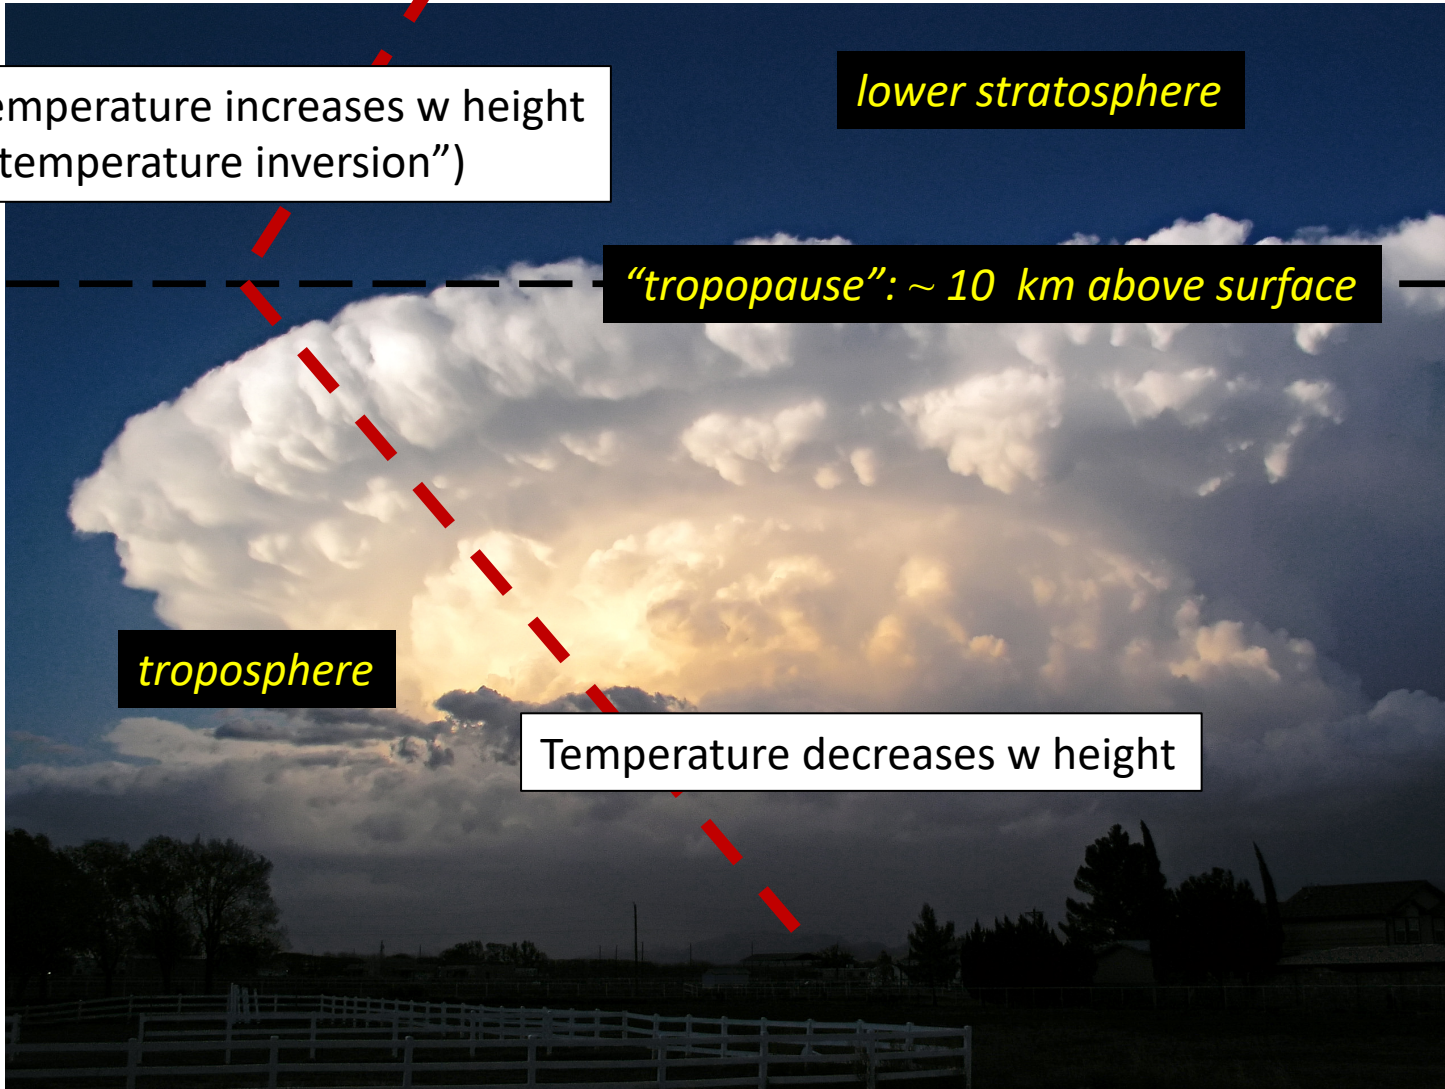 lower stratosphere
emperature increases w height
temperature inversion”)
“tropopause”: ~ 10 km above surface
troposphere
Temperature decreases w height